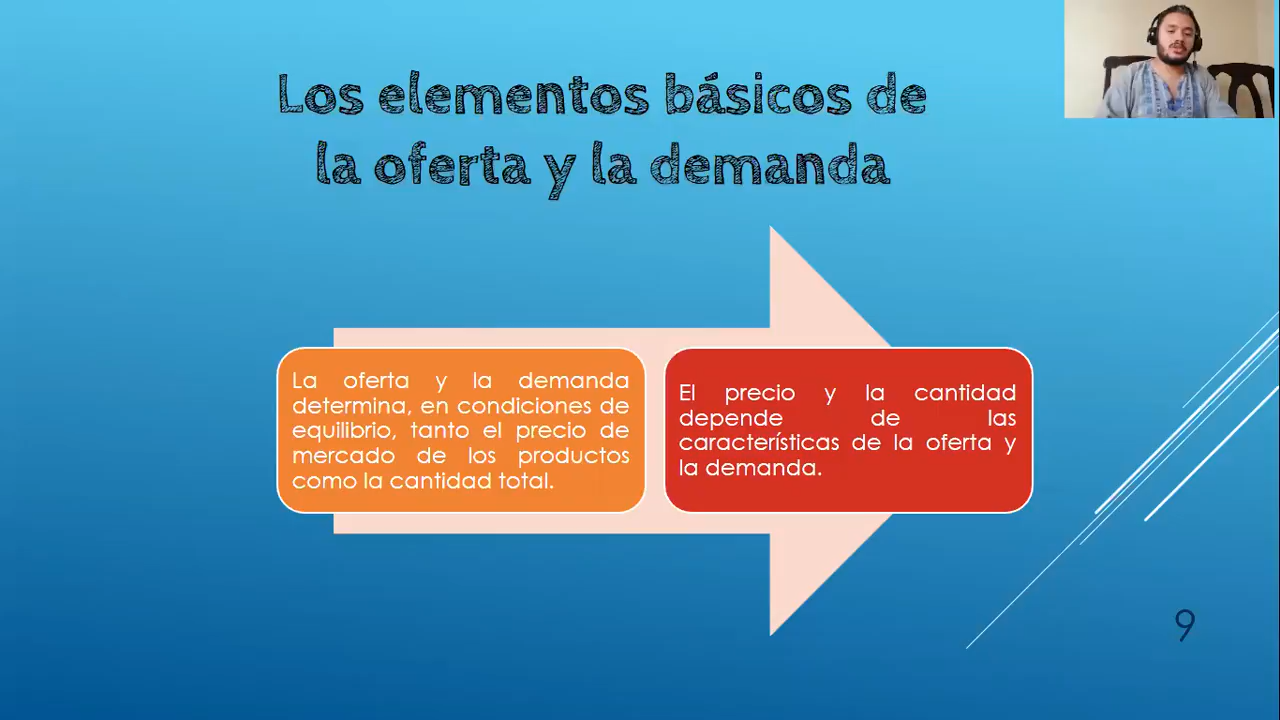 Los elementos básicos de
la oferta y la demanda
La oferta y la demanda
determina, en condiciones de
equilibrio, tanto el precio de
mercado de los productos
como la cantidad total.
El precio y la cantidad
depende de las
características de la oferta y
la demanda.
9